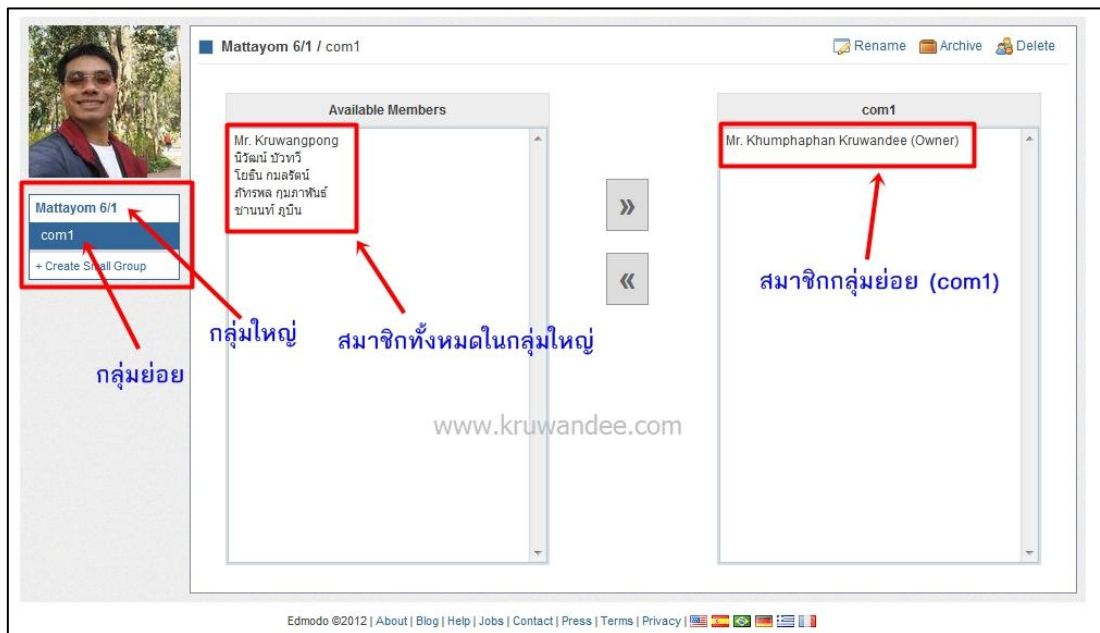 Mattayom 6/1 / com1
Rename Archive Delete
Mattayom 6/1
com1
+ Create Small Group
Available Members
Mr. Kruwangpong
นิวัฒน์ บัวทวี
โยธิน กมลรัตน์
ภัทรพล กุมภาพันธ์
ชานนท์ ภูบิน
»
«
com1
Mr. Khumphaphan Kruwandee (Owner)
กลุ่มใหญ่
กลุ่มย่อย
สมาชิกทั้งหมดในกลุ่มใหญ่
สมาชิกกลุ่มย่อย (com1)
www.kruwandee.com
Edmodo ©2012 | About | Blog | Help | Jobs | Contact | Press | Terms | Privacy |